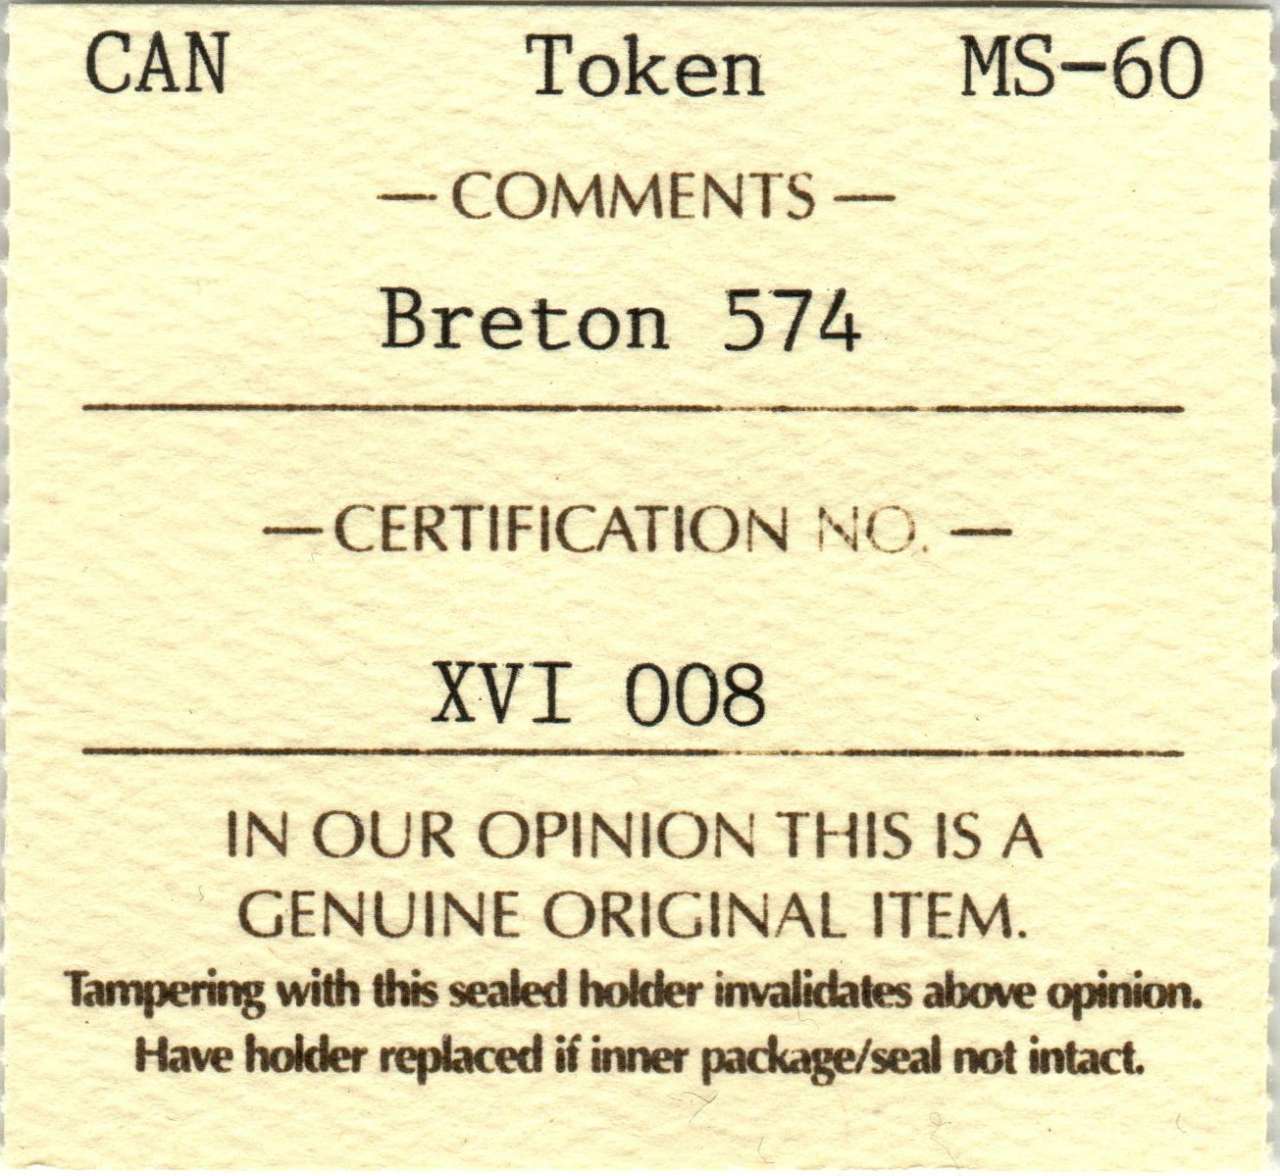 CAN Token MS-60
— COMMENTS —
Breton 574
— CERTIFICATION NO. —
XVI 008
IN OUR OPINION THIS IS A
GENUINE ORIGINAL ITEM.
Tampering with this sealed holder invalidates above opinion.
Have holder replaced if inner package/seal not intact.